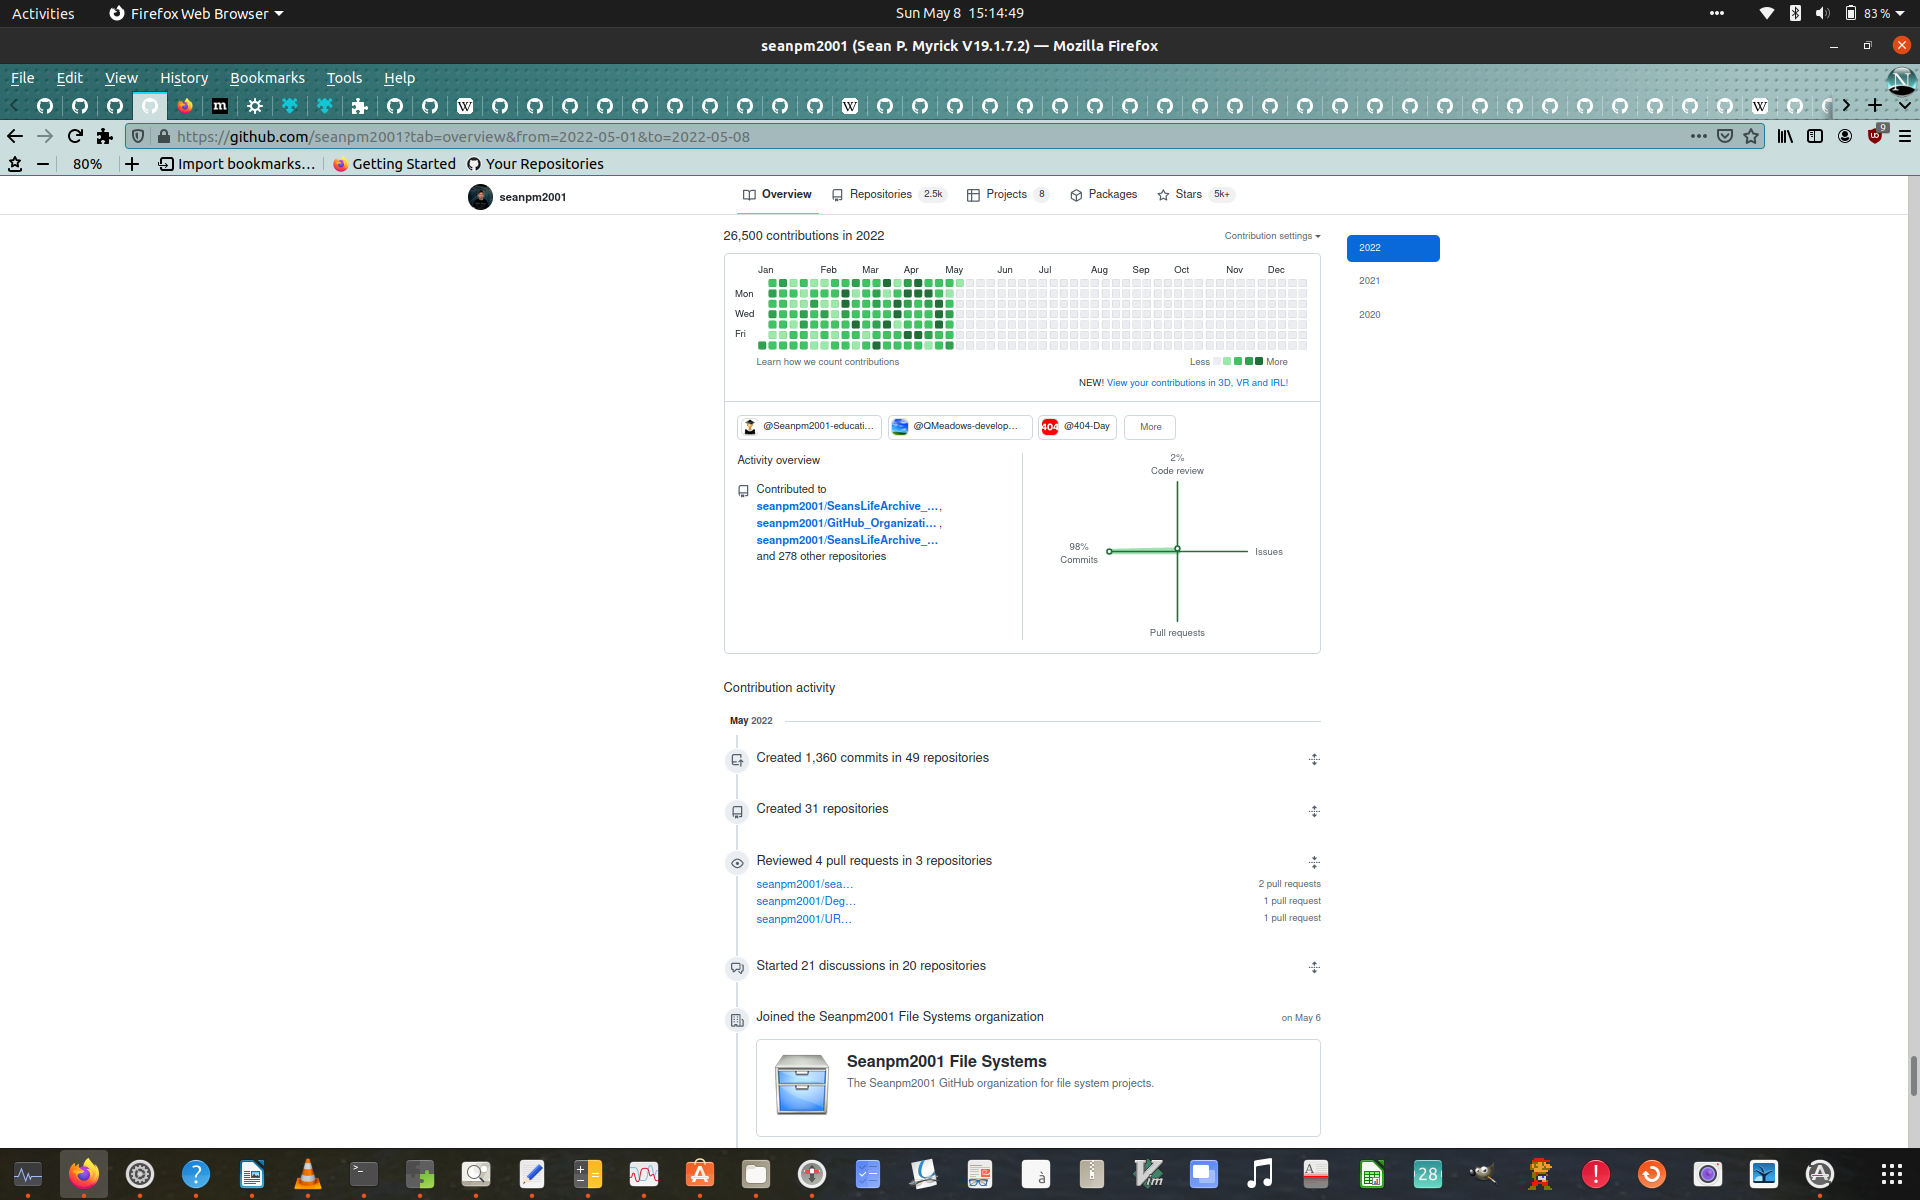 Activities
Firefox Web Browser
Sun May 8 15:14:49
83 %
seanpm2001 (Sean P. Myrick V19.1.7.2) — Mozilla Firefox
File Edit View History Bookmarks Tools Help
https://github.com/seanpm2001?tab=overview&from=2022-05-01&to=2022-05-08
9
80%
Import bookmarks...
Getting Started
Your Repositories
seanpm2001
Overview
Repositories 2.5k
Projects 8
Packages
Stars 5k+
26,500 contributions in 2022
Contribution settings
2022
2021
2020
Jan Feb Mar Apr May Jun Jul Aug Sep Oct Nov Dec
Mon
Wed
Fri
Learn how we count contributions
Less More
NEW! View your contributions in 3D, VR and IRL!
@Seanpm2001-educati...
@QMeadows-develop...
404
@404-Day
More
Activity overview
Contributed to
seanpm2001/SeansLifeArchive_...,
seanpm2001/GitHub_Organizati... ,
seanpm2001/SeansLifeArchive_...
and 278 other repositories
2%
Code review
98%
Commits
Issues
Pull requests
Contribution activity
May 2022
Created 1,360 commits in 49 repositories
Created 31 repositories
Reviewed 4 pull requests in 3 repositories
seanpm2001/sea... 2 pull requests
seanpm2001/Deg... 1 pull request
seanpm2001/UR... 1 pull request
Started 21 discussions in 20 repositories
Joined the Seanpm2001 File Systems organization on May 6
Seanpm2001 File Systems
The Seanpm2001 GitHub organization for file system projects.
28